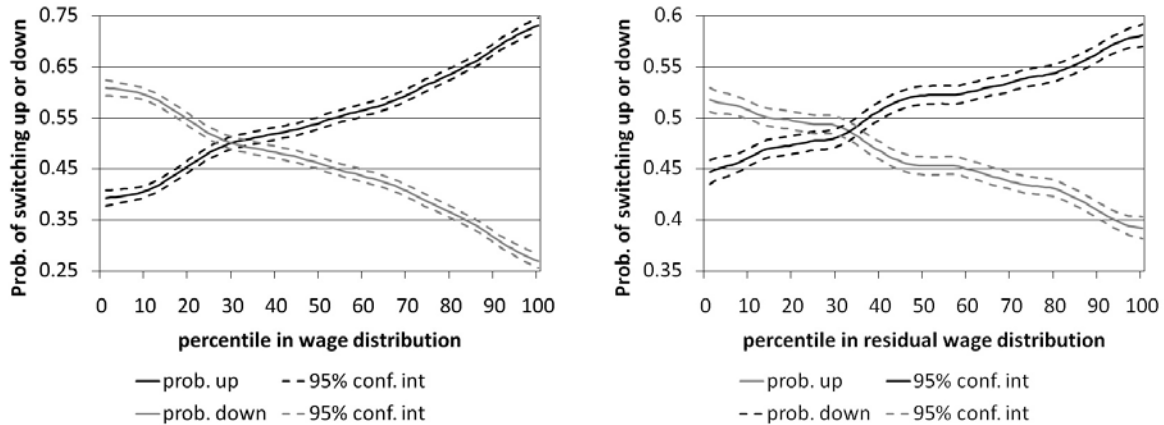 Prob. of switching up or down
0.75
0.65
0.55
0.45
0.35
0.25
0 10 20 30 40 50 60 70 80 90 100
percentile in wage distribution
prob. up 95% conf. int
prob. down 95% conf. int
Prob. of switching up or down
0.6
0.55
0.5
0.45
0.4
0.35
0 10 20 30 40 50 60 70 80 90 100
percentile in residual wage distribution
prob. up 95% conf. int
prob. down 95% conf. int